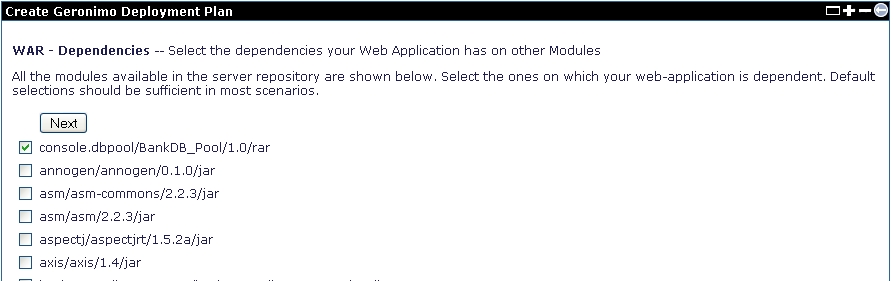 Create Geronimo Deployment Plan
WAR - Dependencies -- Select the dependencies your Web Application has on other Modules
All the modules available in the server repository are shown below. Select the ones on which your web-application is dependent. Default
selections should be sufficient in most scenarios.
Next
console.dbpool/BankDB_Pool/1.0/rar
annogen/annogen/0.1.0/jar
asm/asm-commons/2.2.3/jar
asm/asm/2.2.3/jar
aspectj/aspectjrt/1.5.2a/jar
axis/axis/1.4/jar